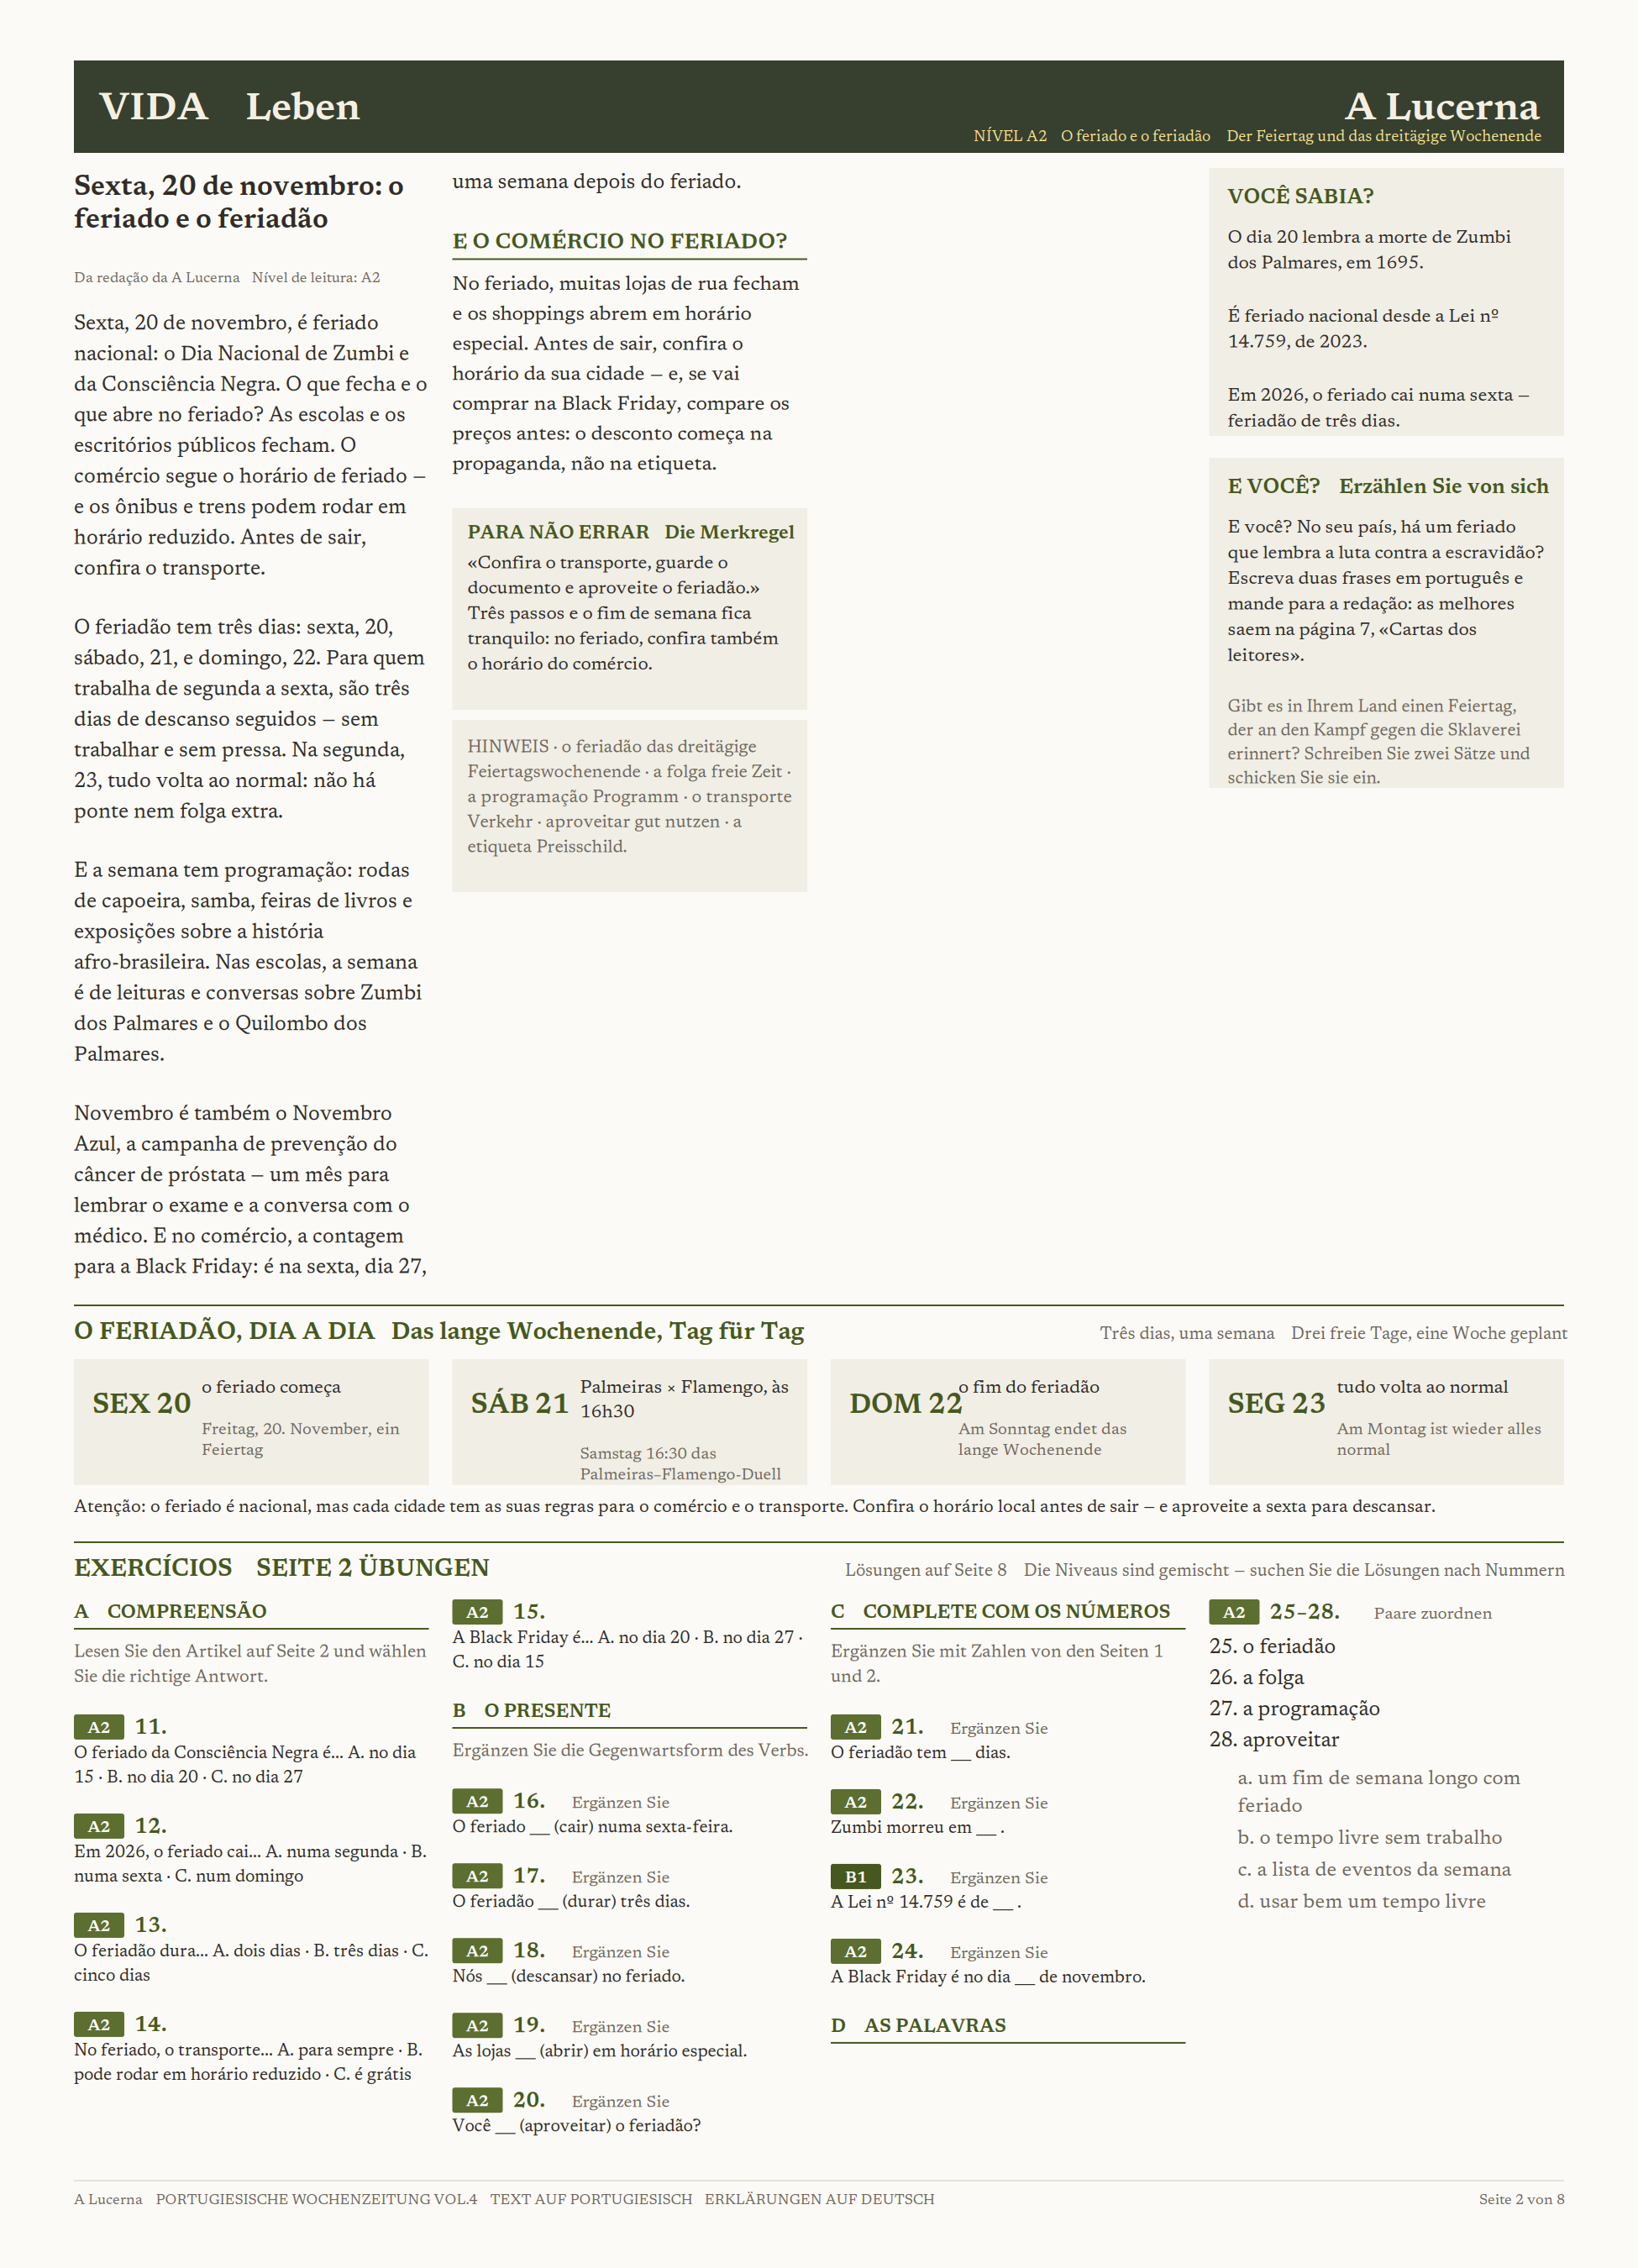 VIDA Leben
A Lucerna
NÍVEL A2 O feriado e o feriadão Der Feiertag und das dreitägige Wochenende
Sexta, 20 de novembro: o
feriado e o feriadão
Da redação da A Lucerna Nível de leitura: A2
Sexta, 20 de novembro, é feriado
nacional: o Dia Nacional de Zumbi e
da Consciência Negra. O que fecha e o
que abre no feriado? As escolas e os
escritórios públicos fecham. O
comércio segue o horário de feriado —
e os ônibus e trens podem rodar em
horário reduzido. Antes de sair,
confira o transporte.
O feriadão tem três dias: sexta, 20,
sábado, 21, e domingo, 22. Para quem
trabalha de segunda a sexta, são três
dias de descanso seguidos — sem
trabalhar e sem pressa. Na segunda,
23, tudo volta ao normal: não há
ponte nem folga extra.
E a semana tem programação: rodas
de capoeira, samba, feiras de livros e
exposições sobre a história
afro-brasileira. Nas escolas, a semana
é de leituras e conversas sobre Zumbi
dos Palmares e o Quilombo dos
Palmares.
Novembro é também o Novembro
Azul, a campanha de prevenção do
câncer de próstata — um mês para
lembrar o exame e a conversa com o
médico. E no comércio, a contagem
para a Black Friday: é na sexta, dia 27,
uma semana depois do feriado.
E O COMÉRCIO NO FERIADO?
No feriado, muitas lojas de rua fecham
e os shoppings abrem em horário
especial. Antes de sair, confira o
horário da sua cidade — e, se vai
comprar na Black Friday, compare os
preços antes: o desconto começa na
propaganda, não na etiqueta.
PARA NÃO ERRAR Die Merkregel
«Confira o transporte, guarde o
documento e aproveite o feriadão.»
Três passos e o fim de semana fica
tranquilo: no feriado, confira também
o horário do comércio.
HINWEIS · o feriadão das dreitägige
Feiertagswochenende · a folga freie Zeit ·
a programação Programm · o transporte
Verkehr · aproveitar gut nutzen · a
etiqueta Preisschild.
VOCÊ SABIA?
O dia 20 lembra a morte de Zumbi
dos Palmares, em 1695.
É feriado nacional desde a Lei nº
14.759, de 2023.
Em 2026, o feriado cai numa sexta —
feriadão de três dias.
E VOCÊ? Erzählen Sie von sich
E você? No seu país, há um feriado
que lembra a luta contra a escravidão?
Escreva duas frases em português e
mande para a redação: as melhores
saem na página 7, «Cartas dos
leitores».
Gibt es in Ihrem Land einen Feiertag,
der an den Kampf gegen die Sklaverei
erinnert? Schreiben Sie zwei Sätze und
schicken Sie sie ein.
O FERIADÃO, DIA A DIA Das lange Wochenende, Tag für Tag
Três dias, uma semana Drei freie Tage, eine Woche geplant
SEX 20
o feriado começa
Freitag, 20. November, ein
Feiertag
SÁB 21
Palmeiras × Flamengo, às
16h30
Samstag 16:30 das
Palmeiras–Flamengo-Duell
DOM 22
o fim do feriadão
Am Sonntag endet das
lange Wochenende
SEG 23
tudo volta ao normal
Am Montag ist wieder alles
normal
Atenção: o feriado é nacional, mas cada cidade tem as suas regras para o comércio e o transporte. Confira o horário local antes de sair — e aproveite a sexta para descansar.
EXERCÍCIOS SEITE 2 ÜBUNGEN
Lösungen auf Seite 8 Die Niveaus sind gemischt — suchen Sie die Lösungen nach Nummern
A COMPREENSÃO
Lesen Sie den Artikel auf Seite 2 und wählen
Sie die richtige Antwort.
A2 11.
O feriado da Consciência Negra é... A. no dia
15 · B. no dia 20 · C. no dia 27
A2 12.
Em 2026, o feriado cai... A. numa segunda · B.
numa sexta · C. num domingo
A2 13.
O feriadão dura... A. dois dias · B. três dias · C.
cinco dias
A2 14.
No feriado, o transporte... A. para sempre · B.
pode rodar em horário reduzido · C. é grátis
A2 15.
A Black Friday é... A. no dia 20 · B. no dia 27 ·
C. no dia 15
B O PRESENTE
Ergänzen Sie die Gegenwartsform des Verbs.
A2 16. Ergänzen Sie
O feriado ___ (cair) numa sexta-feira.
A2 17. Ergänzen Sie
O feriadão ___ (durar) três dias.
A2 18. Ergänzen Sie
Nós ___ (descansar) no feriado.
A2 19. Ergänzen Sie
As lojas ___ (abrir) em horário especial.
A2 20. Ergänzen Sie
Você ___ (aproveitar) o feriadão?
C COMPLETE COM OS NÚMEROS
Ergänzen Sie mit Zahlen von den Seiten 1
und 2.
A2 21. Ergänzen Sie
O feriadão tem ___ dias.
A2 22. Ergänzen Sie
Zumbi morreu em ___ .
B1 23. Ergänzen Sie
A Lei nº 14.759 é de ___ .
A2 24. Ergänzen Sie
A Black Friday é no dia ___ de novembro.
D AS PALAVRAS
A2 25–28. Paare zuordnen
25. o feriadão
26. a folga
27. a programação
28. aproveitar
a. um fim de semana longo com
feriado
b. o tempo livre sem trabalho
c. a lista de eventos da semana
d. usar bem um tempo livre
A Lucerna PORTUGIESISCHE WOCHENZEITUNG VOL.4 TEXT AUF PORTUGIESISCH ERKLÄRUNGEN AUF DEUTSCH
Seite 2 von 8